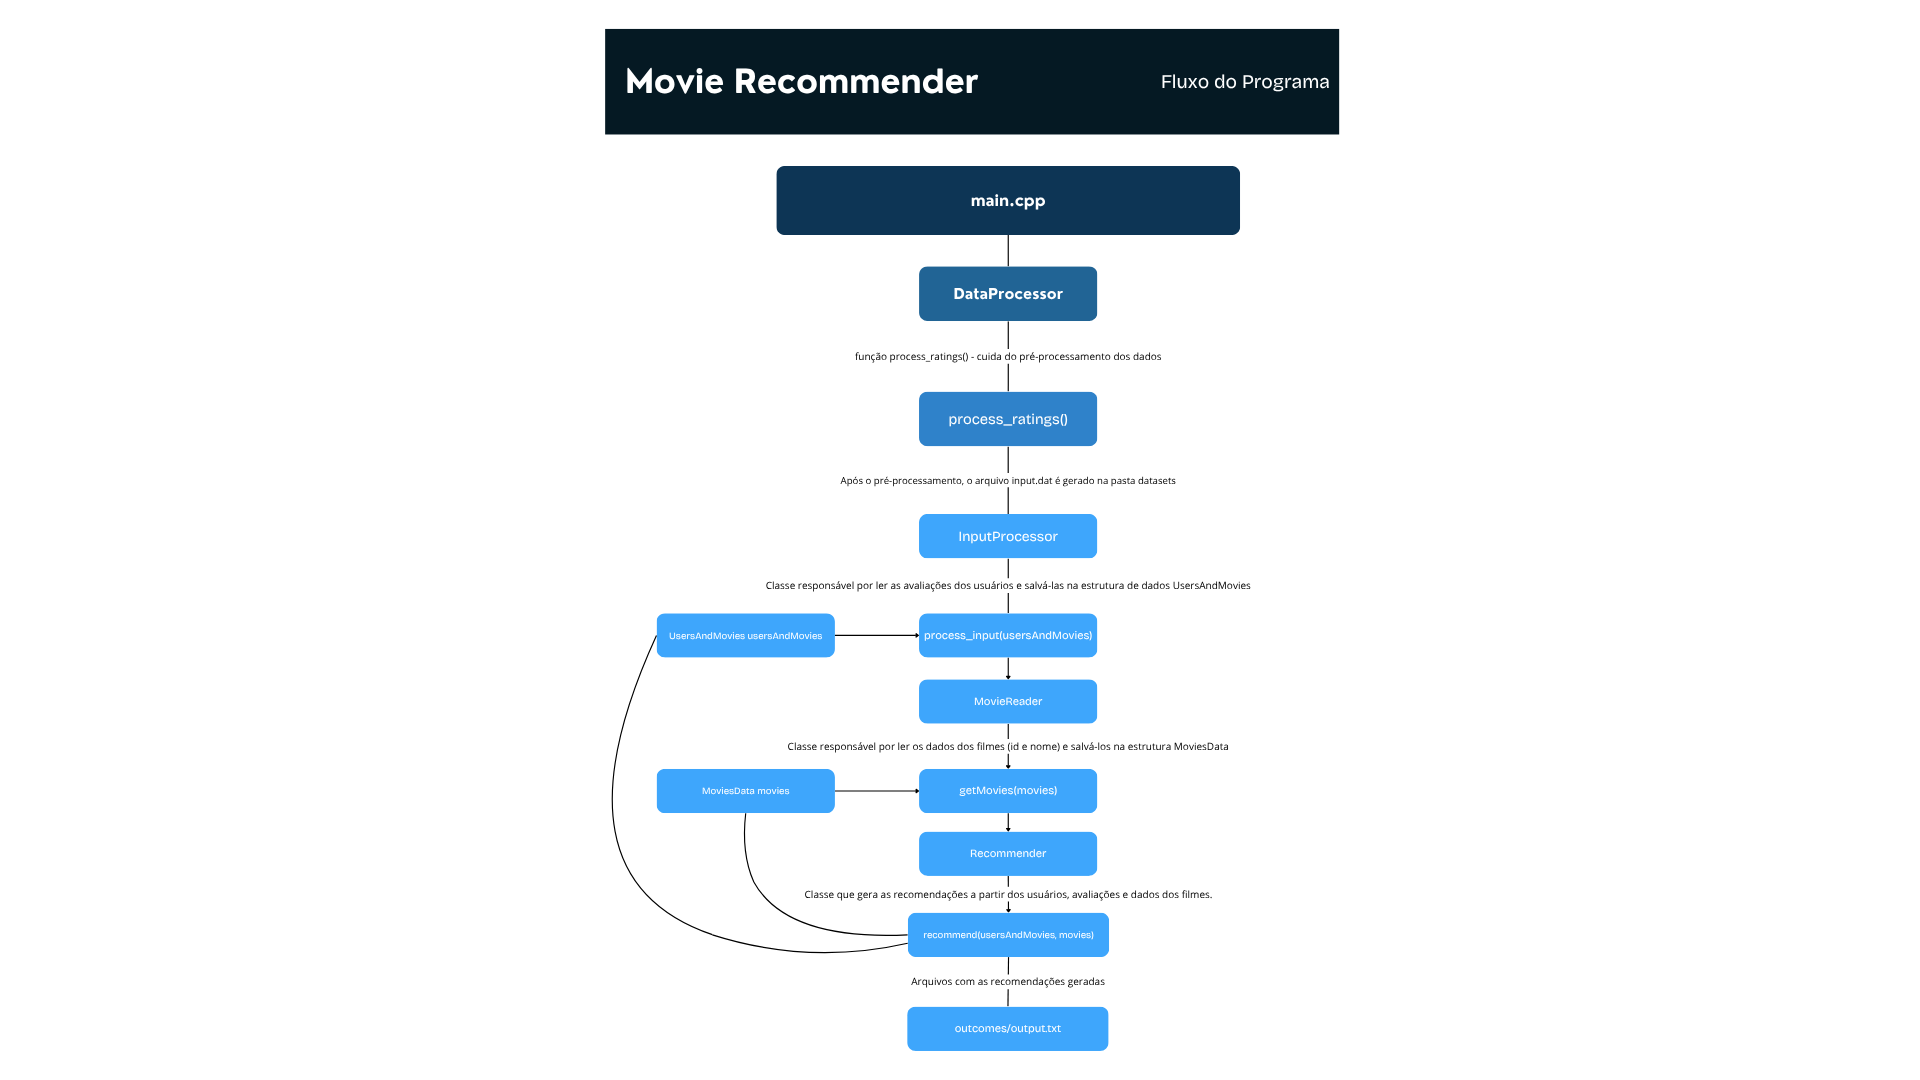 Movie Recommender
Fluxo do Programa
main.cpp
DataProcessor
função process_ratings() - cuida do pré-processamento dos dados
process_ratings()
Após o pré-processamento, o arquivo input.dat é gerado na pasta datasets
InputProcessor
Classe responsável por ler as avaliações dos usuários e salvá-las na estrutura de dados UsersAndMovies
UsersAndMovies usersAndMovies
process_input(usersAndMovies)
MovieReader
Classe responsável por ler os dados dos filmes (id e nome) e salvá-los na estrutura MoviesData
MoviesData movies
getMovies(movies)
Recommender
Classe que gera as recomendações a partir dos usuários, avaliações e dados dos filmes.
recommend(usersAndMovies, movies)
Arquivos com as recomendações geradas
outcomes/output.txt